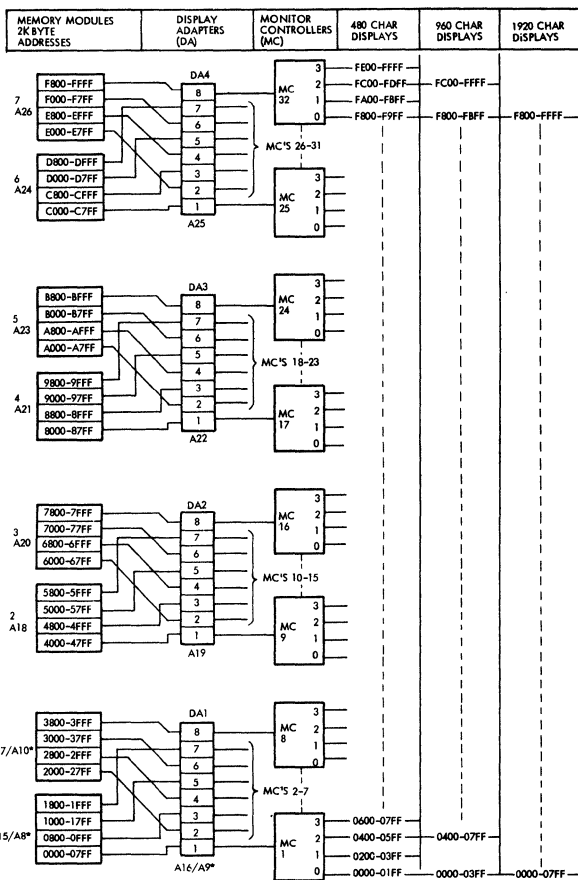 MEMORY MODULES 2K BYTE ADDRESSES
DISPLAY ADAPTERS (DA)
MONITOR CONTROLLERS (MC)
480 CHAR DISPLAYS
960 CHAR DISPLAYS
1920 CHAR DiSPLAYS
7
A26
F800-FFFF
F000-F7FF
E800-EFFF
E000-E7FF
6
A24
D800-DFFF
D000-D7FF
C800-CFFF
C000-C7FF
DA4
8
7
6
5
4
3
2
1
A25
MC'S 26-31
MC 32
3
2
1
0
MC 25
3
2
1
0
FE00-FFFF
FC00-FDFF
FC00-FFFF
FA00-FBFF
F800-F9FF
F800-FBFF
F800-FFFF
5
A23
B800-BFFF
B000-B7FF
A800-AFFF
A000-A7FF
4
A21
9800-9FFF
9000-97FF
8800-8FFF
8000-87FF
DA3
8
7
6
5
4
3
2
1
A22
MC'S 18-23
MC 24
3
2
1
0
MC 17
3
2
1
0
3
A20
7800-7FFF
7000-77FF
6800-6FFF
6000-67FF
2
A18
5800-5FFF
5000-57FF
4800-4FFF
4000-47FF
DA2
8
7
6
5
4
3
2
1
A19
MC'S 10-15
MC 16
3
2
1
0
MC 9
3
2
1
0
7/A10*
3800-3FFF
3000-37FF
2800-2FFF
2000-27FF
15/A8*
1800-1FFF
1000-17FF
0800-0FFF
0000-07FF
DA1
8
7
6
5
4
3
2
1
A16/A9*
MC'S 2-7
MC 8
3
2
1
0
MC 1
3
2
1
0
0600-07FF
0400-05FF
0400-07FF
0200-03FF
0000-01FF
0000-03FF
0000-07FF